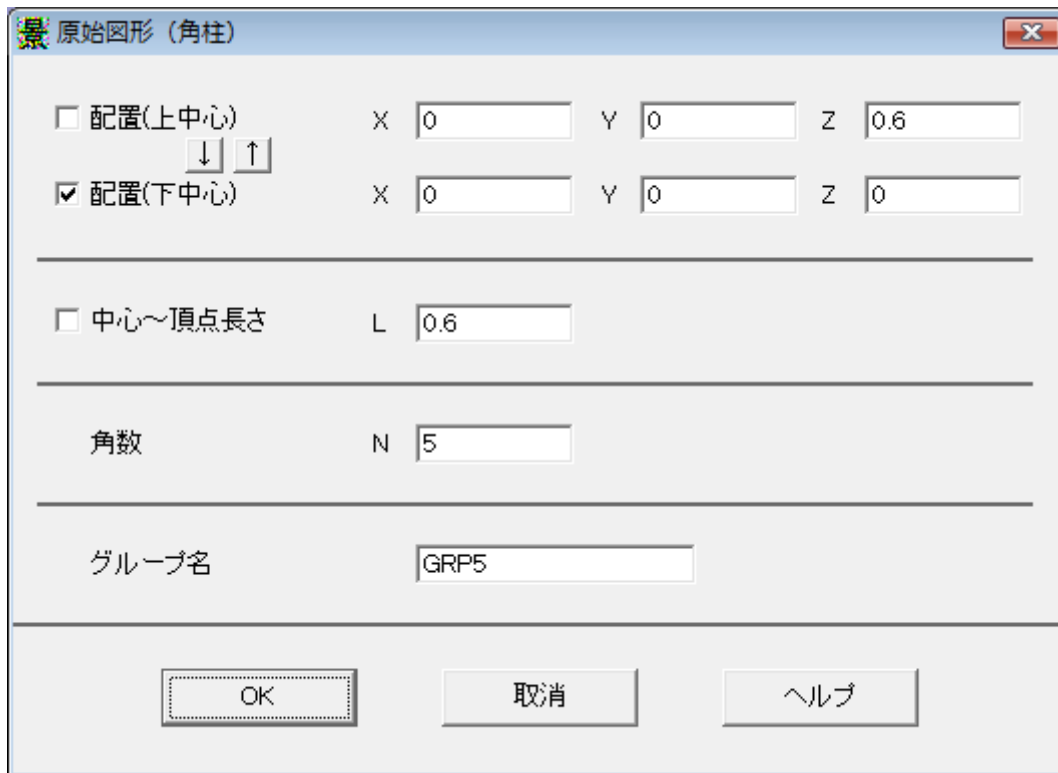 原始図形（角柱）
配置(上中心) X 0 Y 0 Z 0.6
↓ ↑
配置(下中心) X 0 Y 0 Z 0
中心～頂点長さ L 0.6
角数 N 5
グループ名 GRP5
OK 取消 ヘルプ